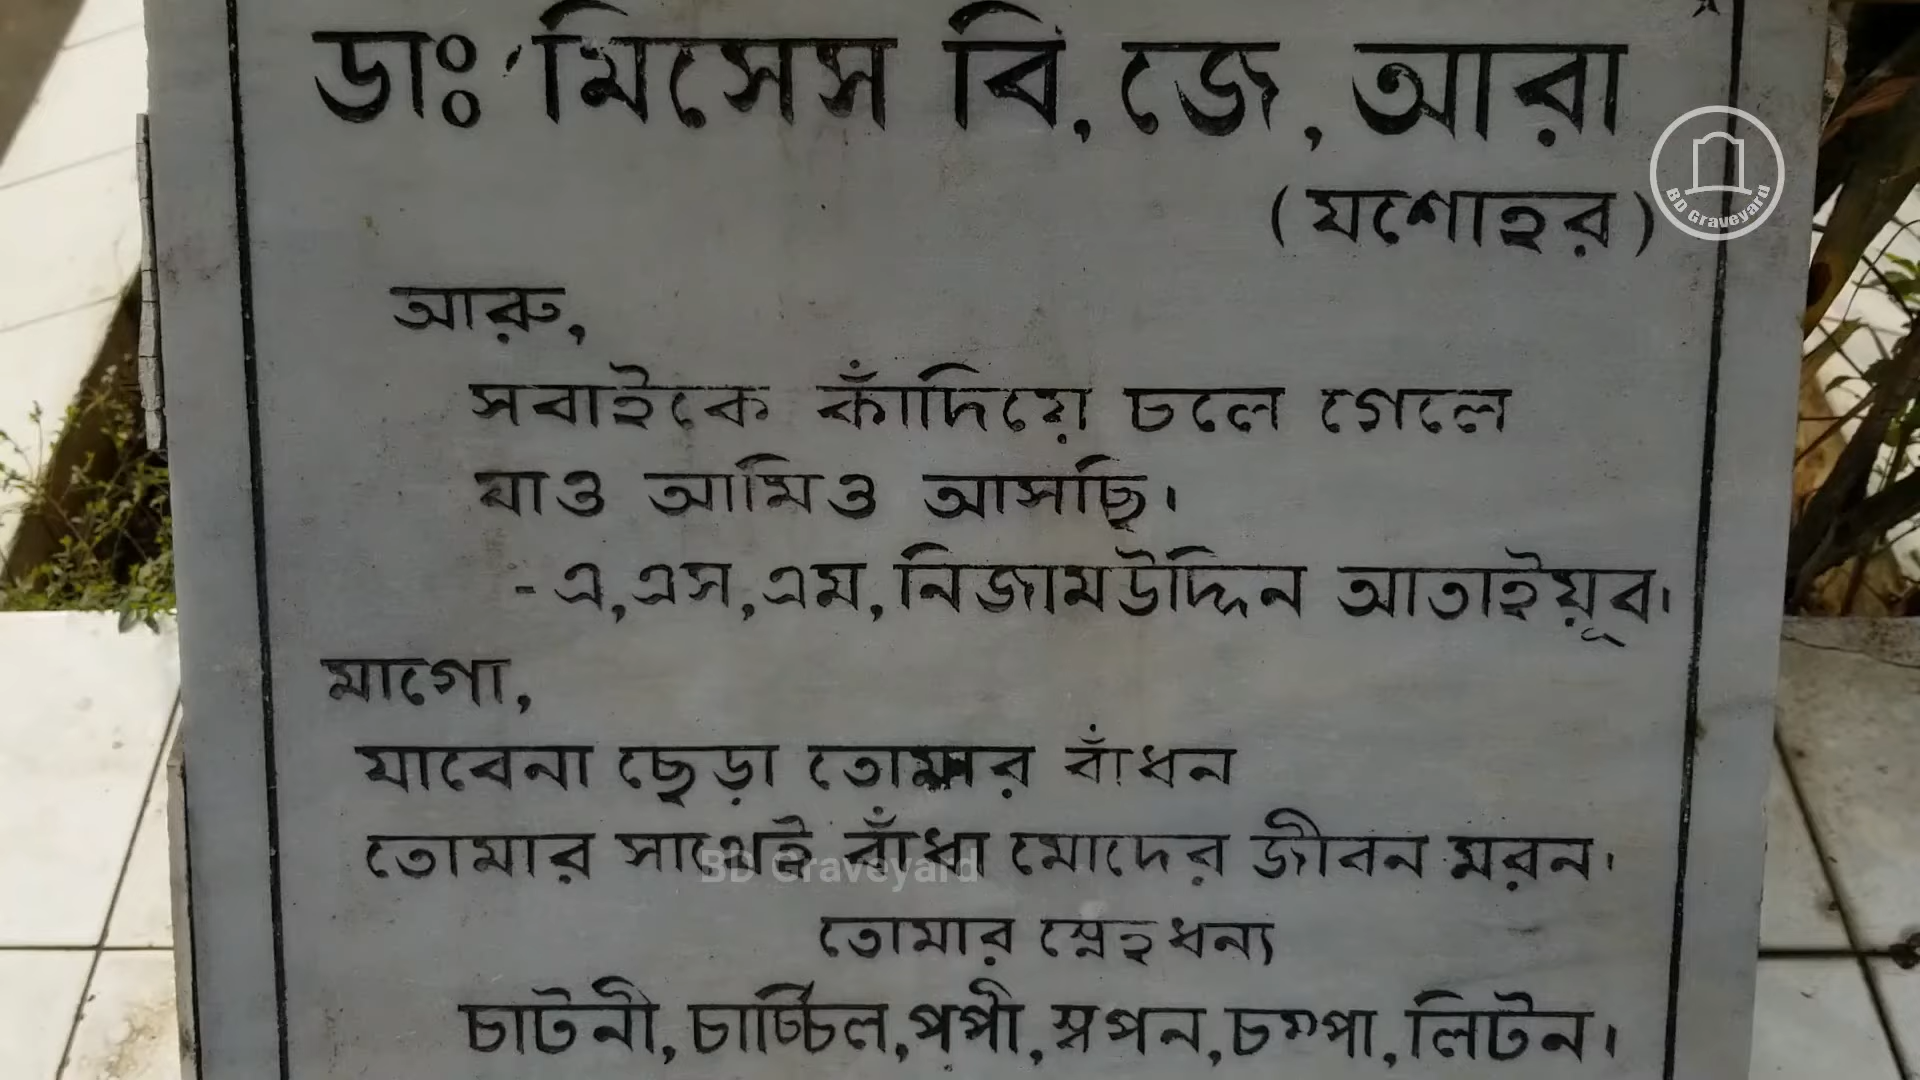 ডাঃ মিসেস বি, জে, আরা
(যশোহর)
আরু,
সবাইকে কাঁদিয়ে চলে গেলে
যাও আমিও আসছি।
-এ,এস,এম,নিজামউদ্দিন আতাইয়ূব।
মাগো,
যাবেনা ছেড়া তোমার বাঁধন
তোমার সাথেই বাঁধা মোদের জীবন মরন।
তোমার স্নেহধন্য
চাটনী,চার্চ্চিল,পপী,স্বপন,চম্পা,লিটন।
BD Graveyard
BD Graveyard